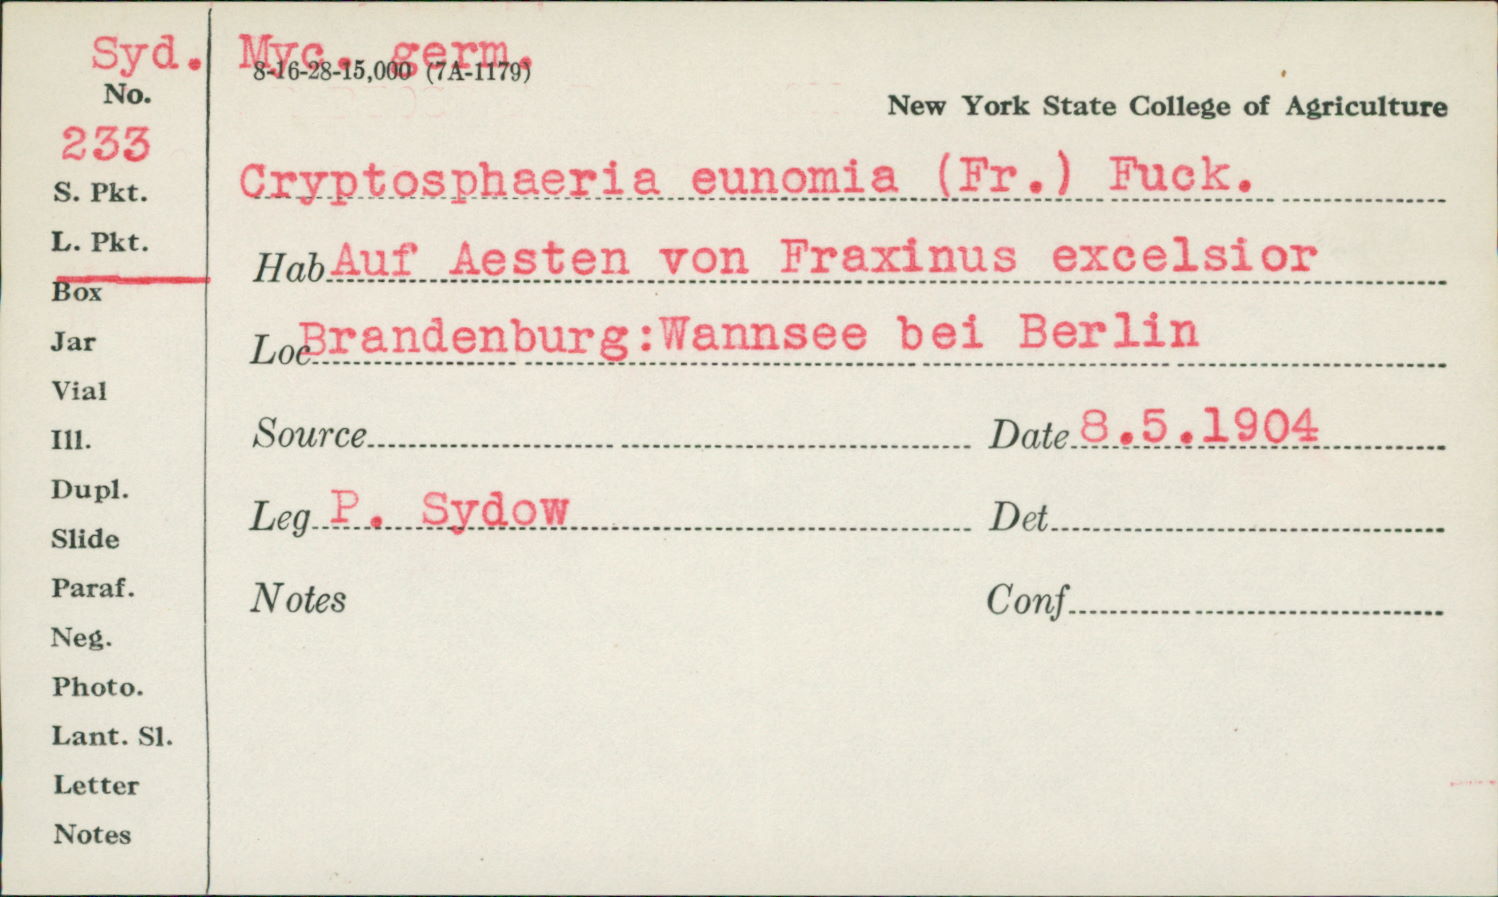 Syd. Myc. germ.
8-16-28-15,000 (7A-1179)
No.
New York State College of Agriculture
233
Cryptosphaeria eunomia (Fr.) Fuck.
S. Pkt.
L. Pkt.
Hab Auf Aesten von Fraxinus excelsior
Box
Loc Brandenburg:Wannsee bei Berlin
Jar
Vial
Source Date 8.5.1904
Ill.
Dupl.
Leg P. Sydow Det
Slide
Paraf.
Notes Conf
Neg.
Photo.
Lant. Sl.
Letter
Notes